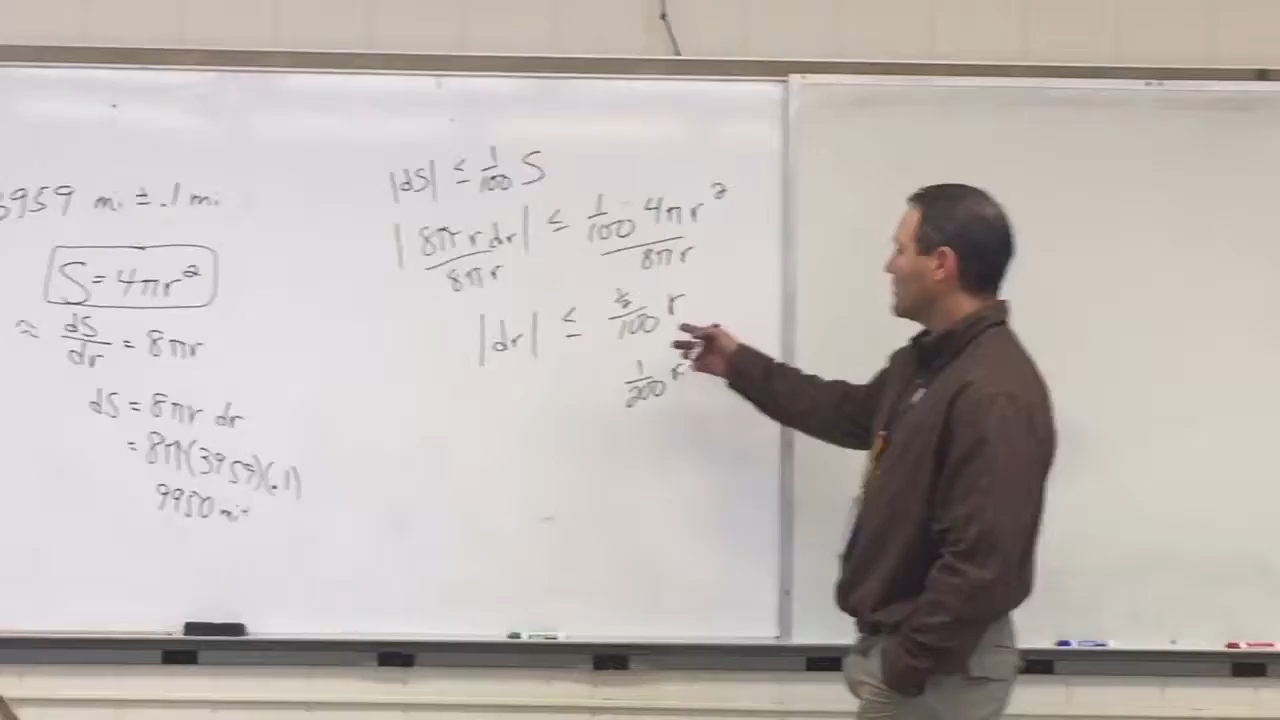 3959 mi ± .1 mi
S = 4πr²
≈ dS/dr = 8πr
dS = 8πr dr
= 8π(3959)(.1)
9950 mi²
|dS| ≤ 1/100 S
|8πr dr|/8πr ≤ 1/100 4πr²/8πr
|dr| ≤ ½/100 r
1/200 r